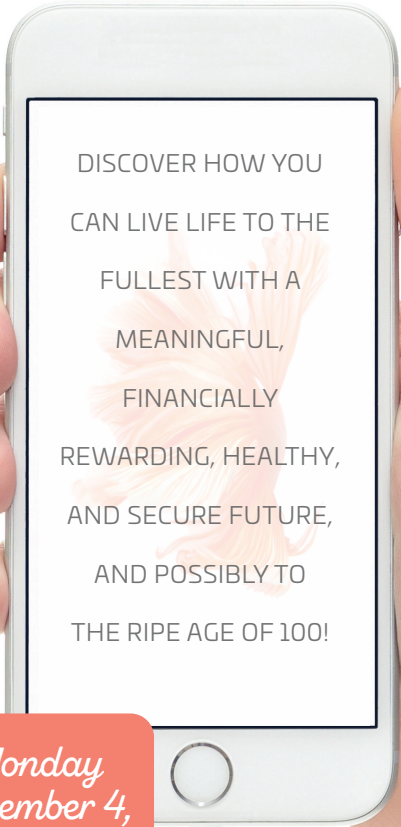 DISCOVER HOW YOU
CAN LIVE LIFE TO THE
FULLEST WITH A
MEANINGFUL,
FINANCIALLY
REWARDING, HEALTHY,
AND SECURE FUTURE,
AND POSSIBLY TO
THE RIPE AGE OF 100!
4,